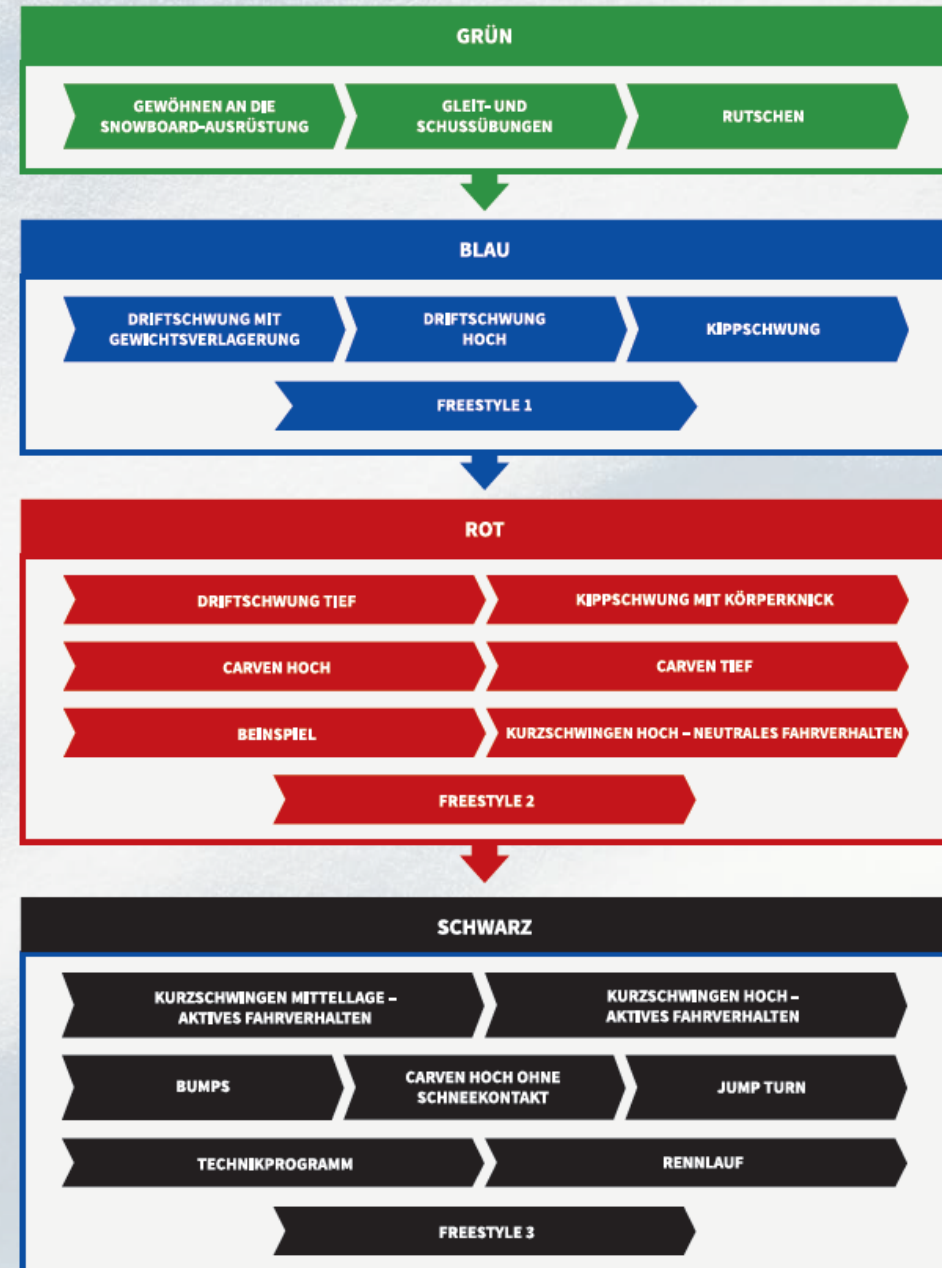 GRÜN
GEWÖHNEN AN DIE
SNOWBOARD-AUSRÜSTUNG
GLEIT- UND
SCHUSSÜBUNGEN
RUTSCHEN
BLAU
DRIFTSCHWUNG MIT
GEWICHTSVERLAGERUNG
DRIFTSCHWUNG
HOCH
KIPPSCHWUNG
FREESTYLE 1
ROT
DRIFTSCHWUNG TIEF
KIPPSCHWUNG MIT KÖRPERKNICK
CARVEN HOCH
CARVEN TIEF
BEINSPIEL
KURZSCHWINGEN HOCH – NEUTRALES FAHRVERHALTEN
FREESTYLE 2
SCHWARZ
KURZSCHWINGEN MITTELLAGE –
AKTIVES FAHRVERHALTEN
KURZSCHWINGEN HOCH –
AKTIVES FAHRVERHALTEN
BUMPS
CARVEN HOCH OHNE
SCHNEEKONTAKT
JUMP TURN
TECHNIKPROGRAMM
RENNLAUF
FREESTYLE 3